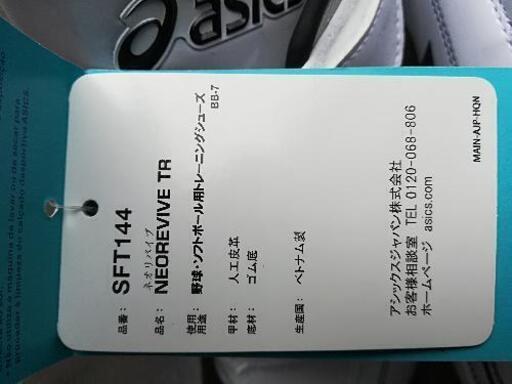 asics
品番： SFT144
ネオリバイブ
品名： NEOREVIVE TR
使用用途： 野球・ソフトボール用トレーニングシューズ
BB-7
甲材： 人工皮革
底材： ゴム底
生産国： ベトナム製
アシックスジャパン株式会社
お客様相談室 TEL 0120-068-806
ホームページ asics.com
MAIN-AJP-HQN